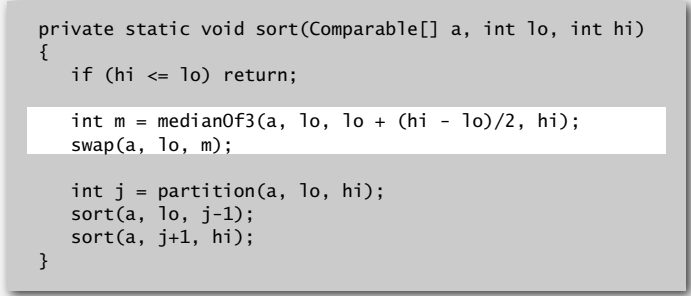 private static void sort(Comparable[] a, int lo, int hi)
{
if (hi <= lo) return;
int m = medianOf3(a, lo, lo + (hi - lo)/2, hi);
swap(a, lo, m);
int j = partition(a, lo, hi);
sort(a, lo, j-1);
sort(a, j+1, hi);
}